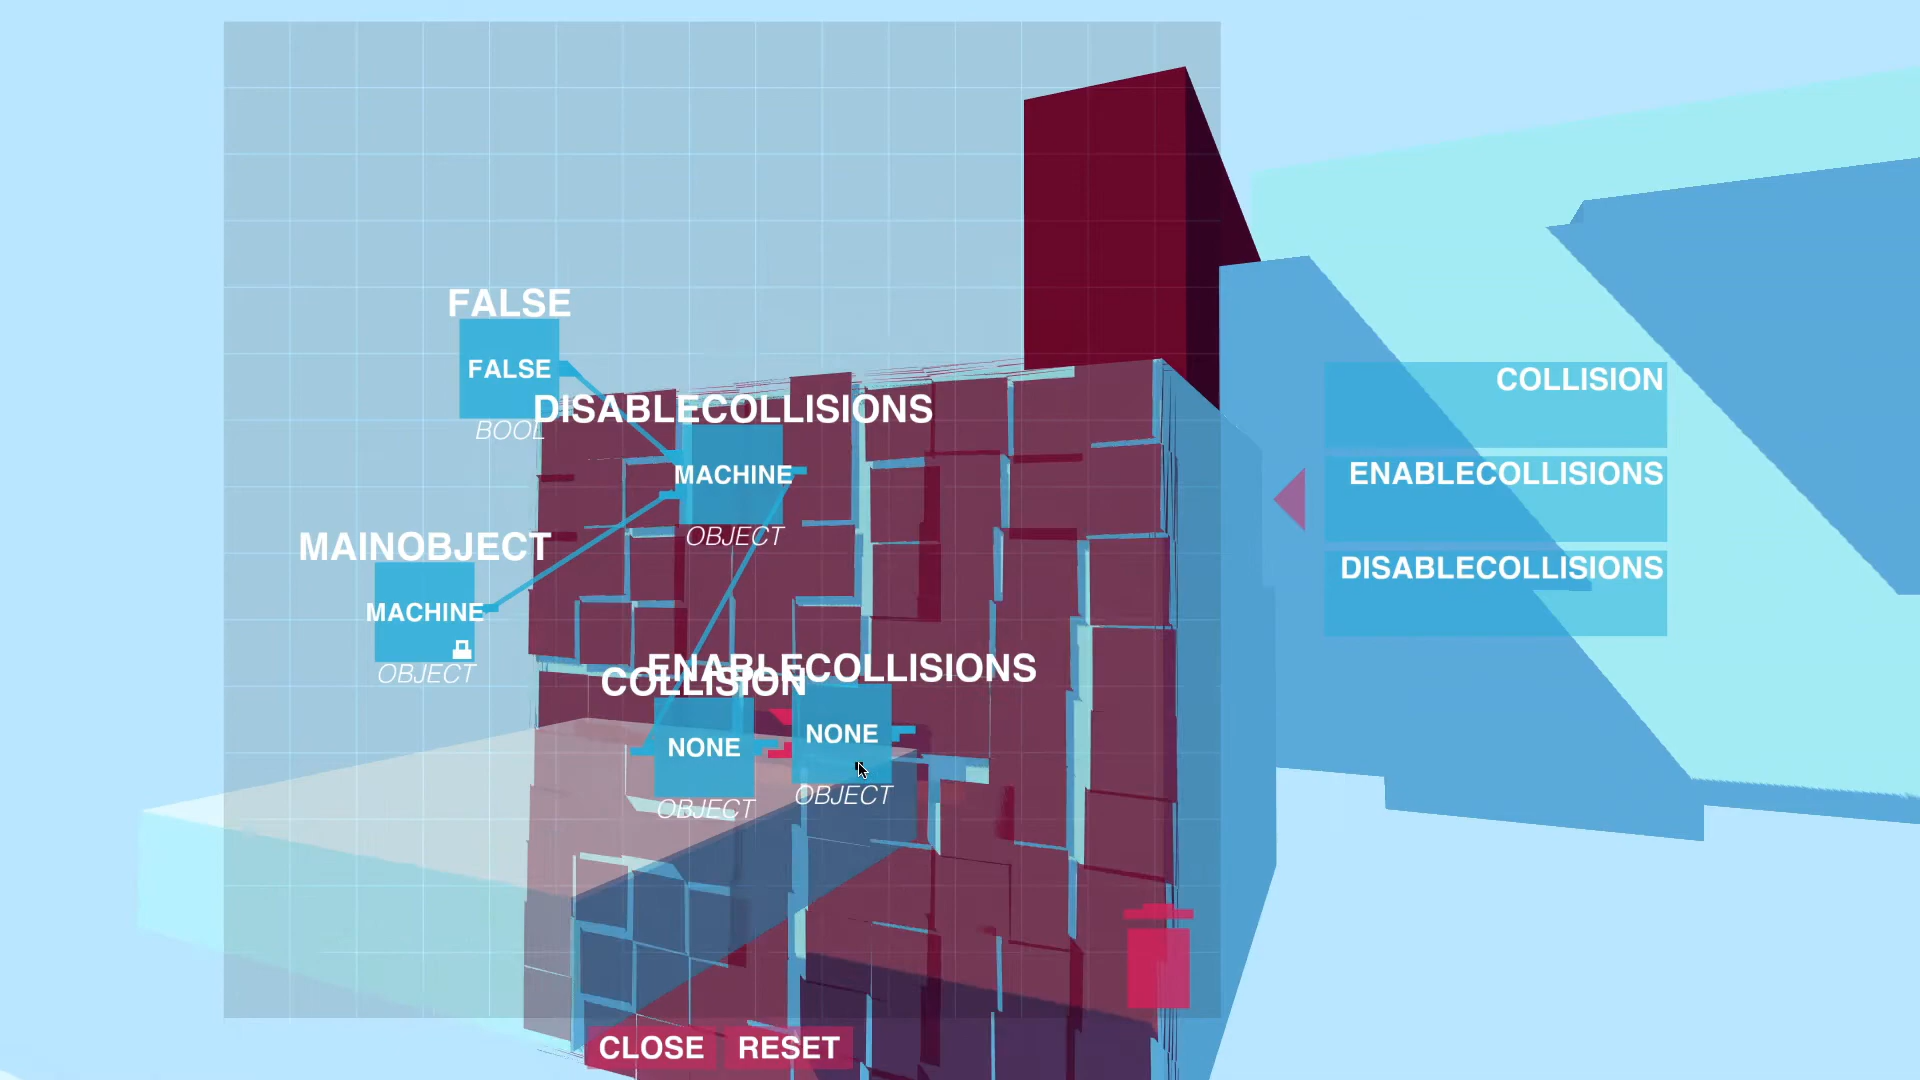 FALSE
FALSE
BOOL
DISABLECOLLISIONS
MACHINE
OBJECT
MAINOBJECT
MACHINE
OBJECT
ENABLECOLLISIONS
NONE
OBJECT
COLLISION
NONE
OBJECT
COLLISION
ENABLECOLLISIONS
DISABLECOLLISIONS
CLOSE
RESET